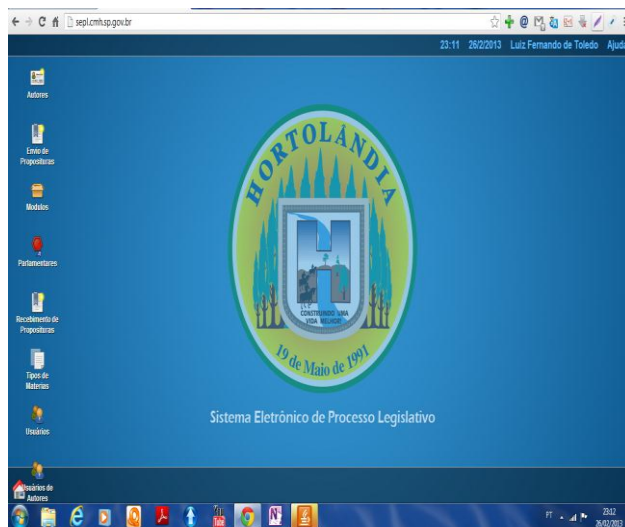 sepl.cmh.sp.gov.br
23:11 26/2/2013 Luiz Fernando de Toledo Ajuda
Autores
Envio de
Proposituras
Modulos
Parlamentares
Recebimento de
Proposituras
Tipos de
Materias
Usuários
Usuários de
Autores
HORTOLÂNDIA
CONSTRUINDO UMA
VIDA MELHOR
19 de Maio de 1991
Sistema Eletrônico de Processo Legislativo
You
Tube
PT
23:12
26/02/2013